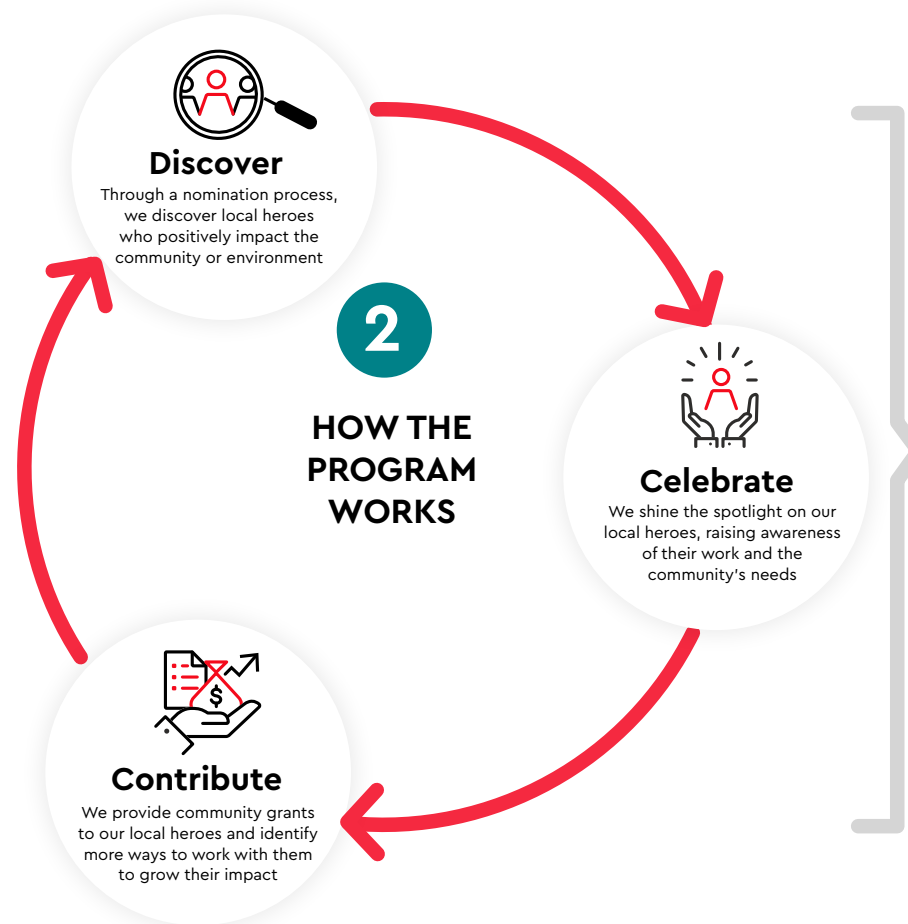 Discover
Through a nomination process,
we discover local heroes
who positively impact the
community or environment
2
HOW THE
PROGRAM
WORKS
Celebrate
We shine the spotlight on our
local heroes, raising awareness
of their work and the
community's needs
$
Contribute
We provide community grants
to our local heroes and identify
more ways to work with them
to grow their impact